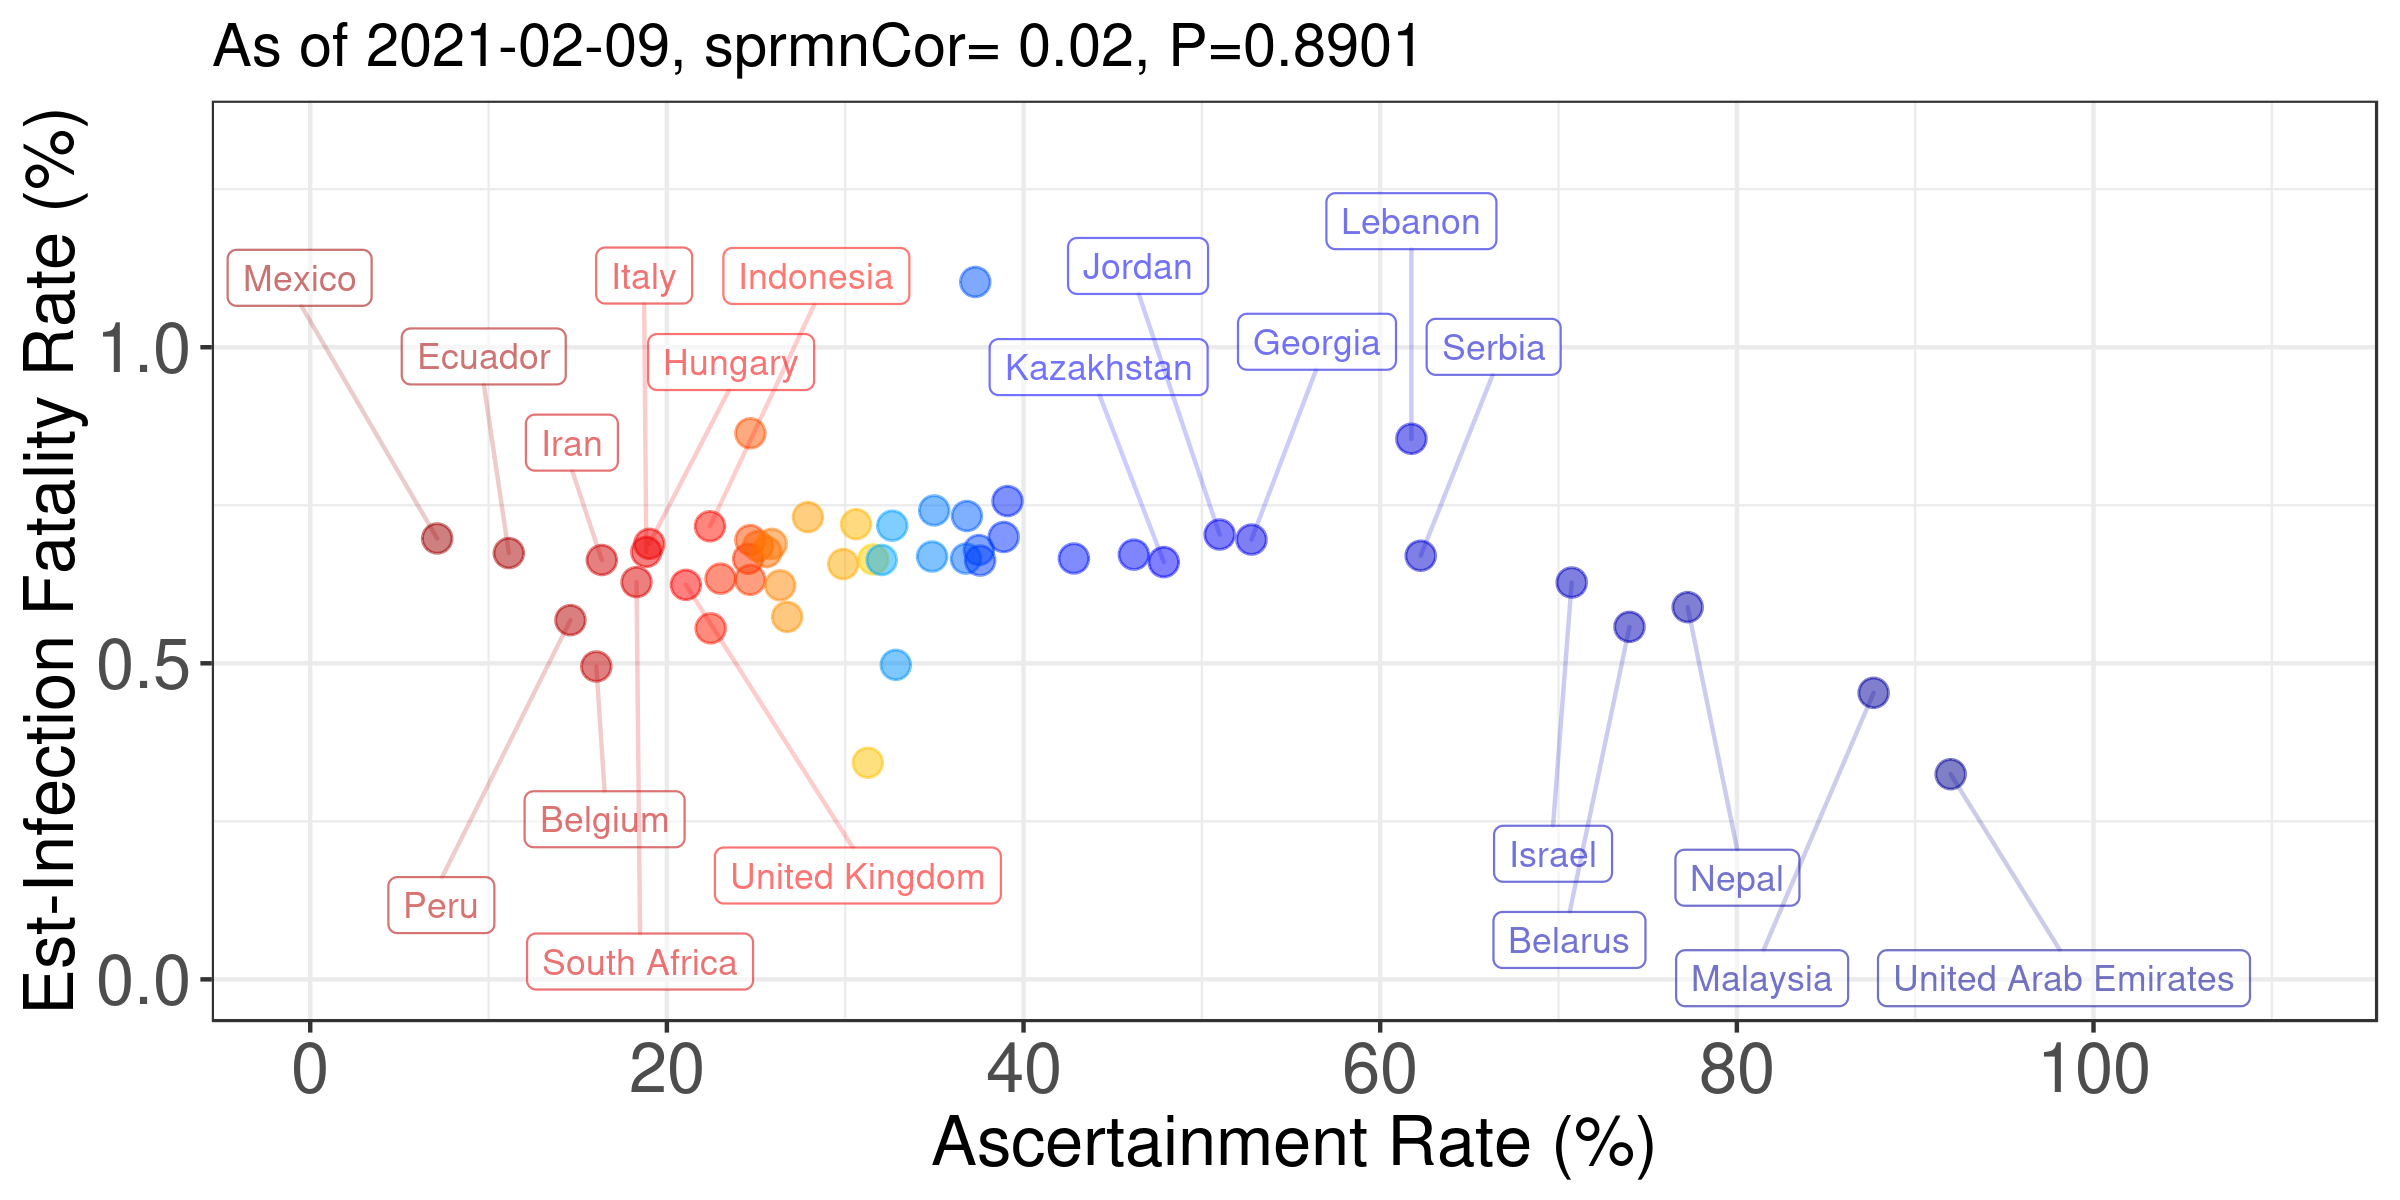 As of 2021-02-09, sprmnCor= 0.02, P=0.8901
Est-Infection Fatality Rate (%)
1.0
0.5
0.0
Lebanon
Mexico
Italy
Indonesia
Jordan
Ecuador
Hungary
Kazakhstan
Georgia
Serbia
Iran
Belgium
United Kingdom
Israel
Nepal
Peru
South Africa
Belarus
Malaysia
United Arab Emirates
0
20
40
60
80
100
Ascertainment Rate (%)